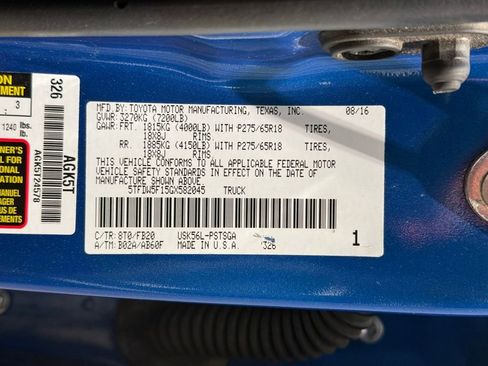 MFD.BY:TOYOTA MOTOR MANUFACTURING, TEXAS, INC. 08/16
GVWR:3270KG (7200LB)
GAWR:FRT. 1815KG (4000LB) WITH P275/65R18 TIRES,
18X8J RIMS,
RR. 1885KG (4150LB) WITH P275/65R18 TIRES,
18X8J RIMS
THIS VEHICLE CONFORMS TO ALL APPLICABLE FEDERAL MOTOR
VEHICLE SAFETY STANDARDS IN EFFECT ON THE DATE OF
MANUFACTURE SHOWN ABOVE.
5TFDW5F15GX582045 TRUCK
C/TR: 8T0/FB20 USK56L-PSTSGA
A/TM: B02A/AB60F MADE IN U.S.A. 326 1
326
AGK5T
AGK5T24578
3
1240 lbs.